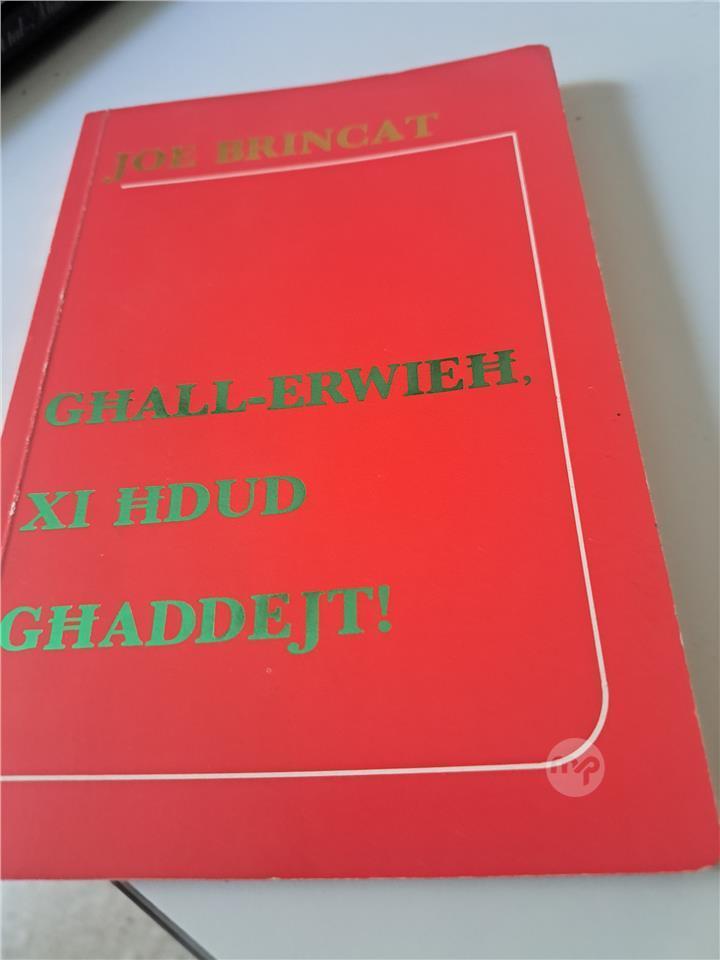 JOE BRINCAT
GĦALL-ERWIEĦ,
XI ĦDUD
GĦADDEJT!